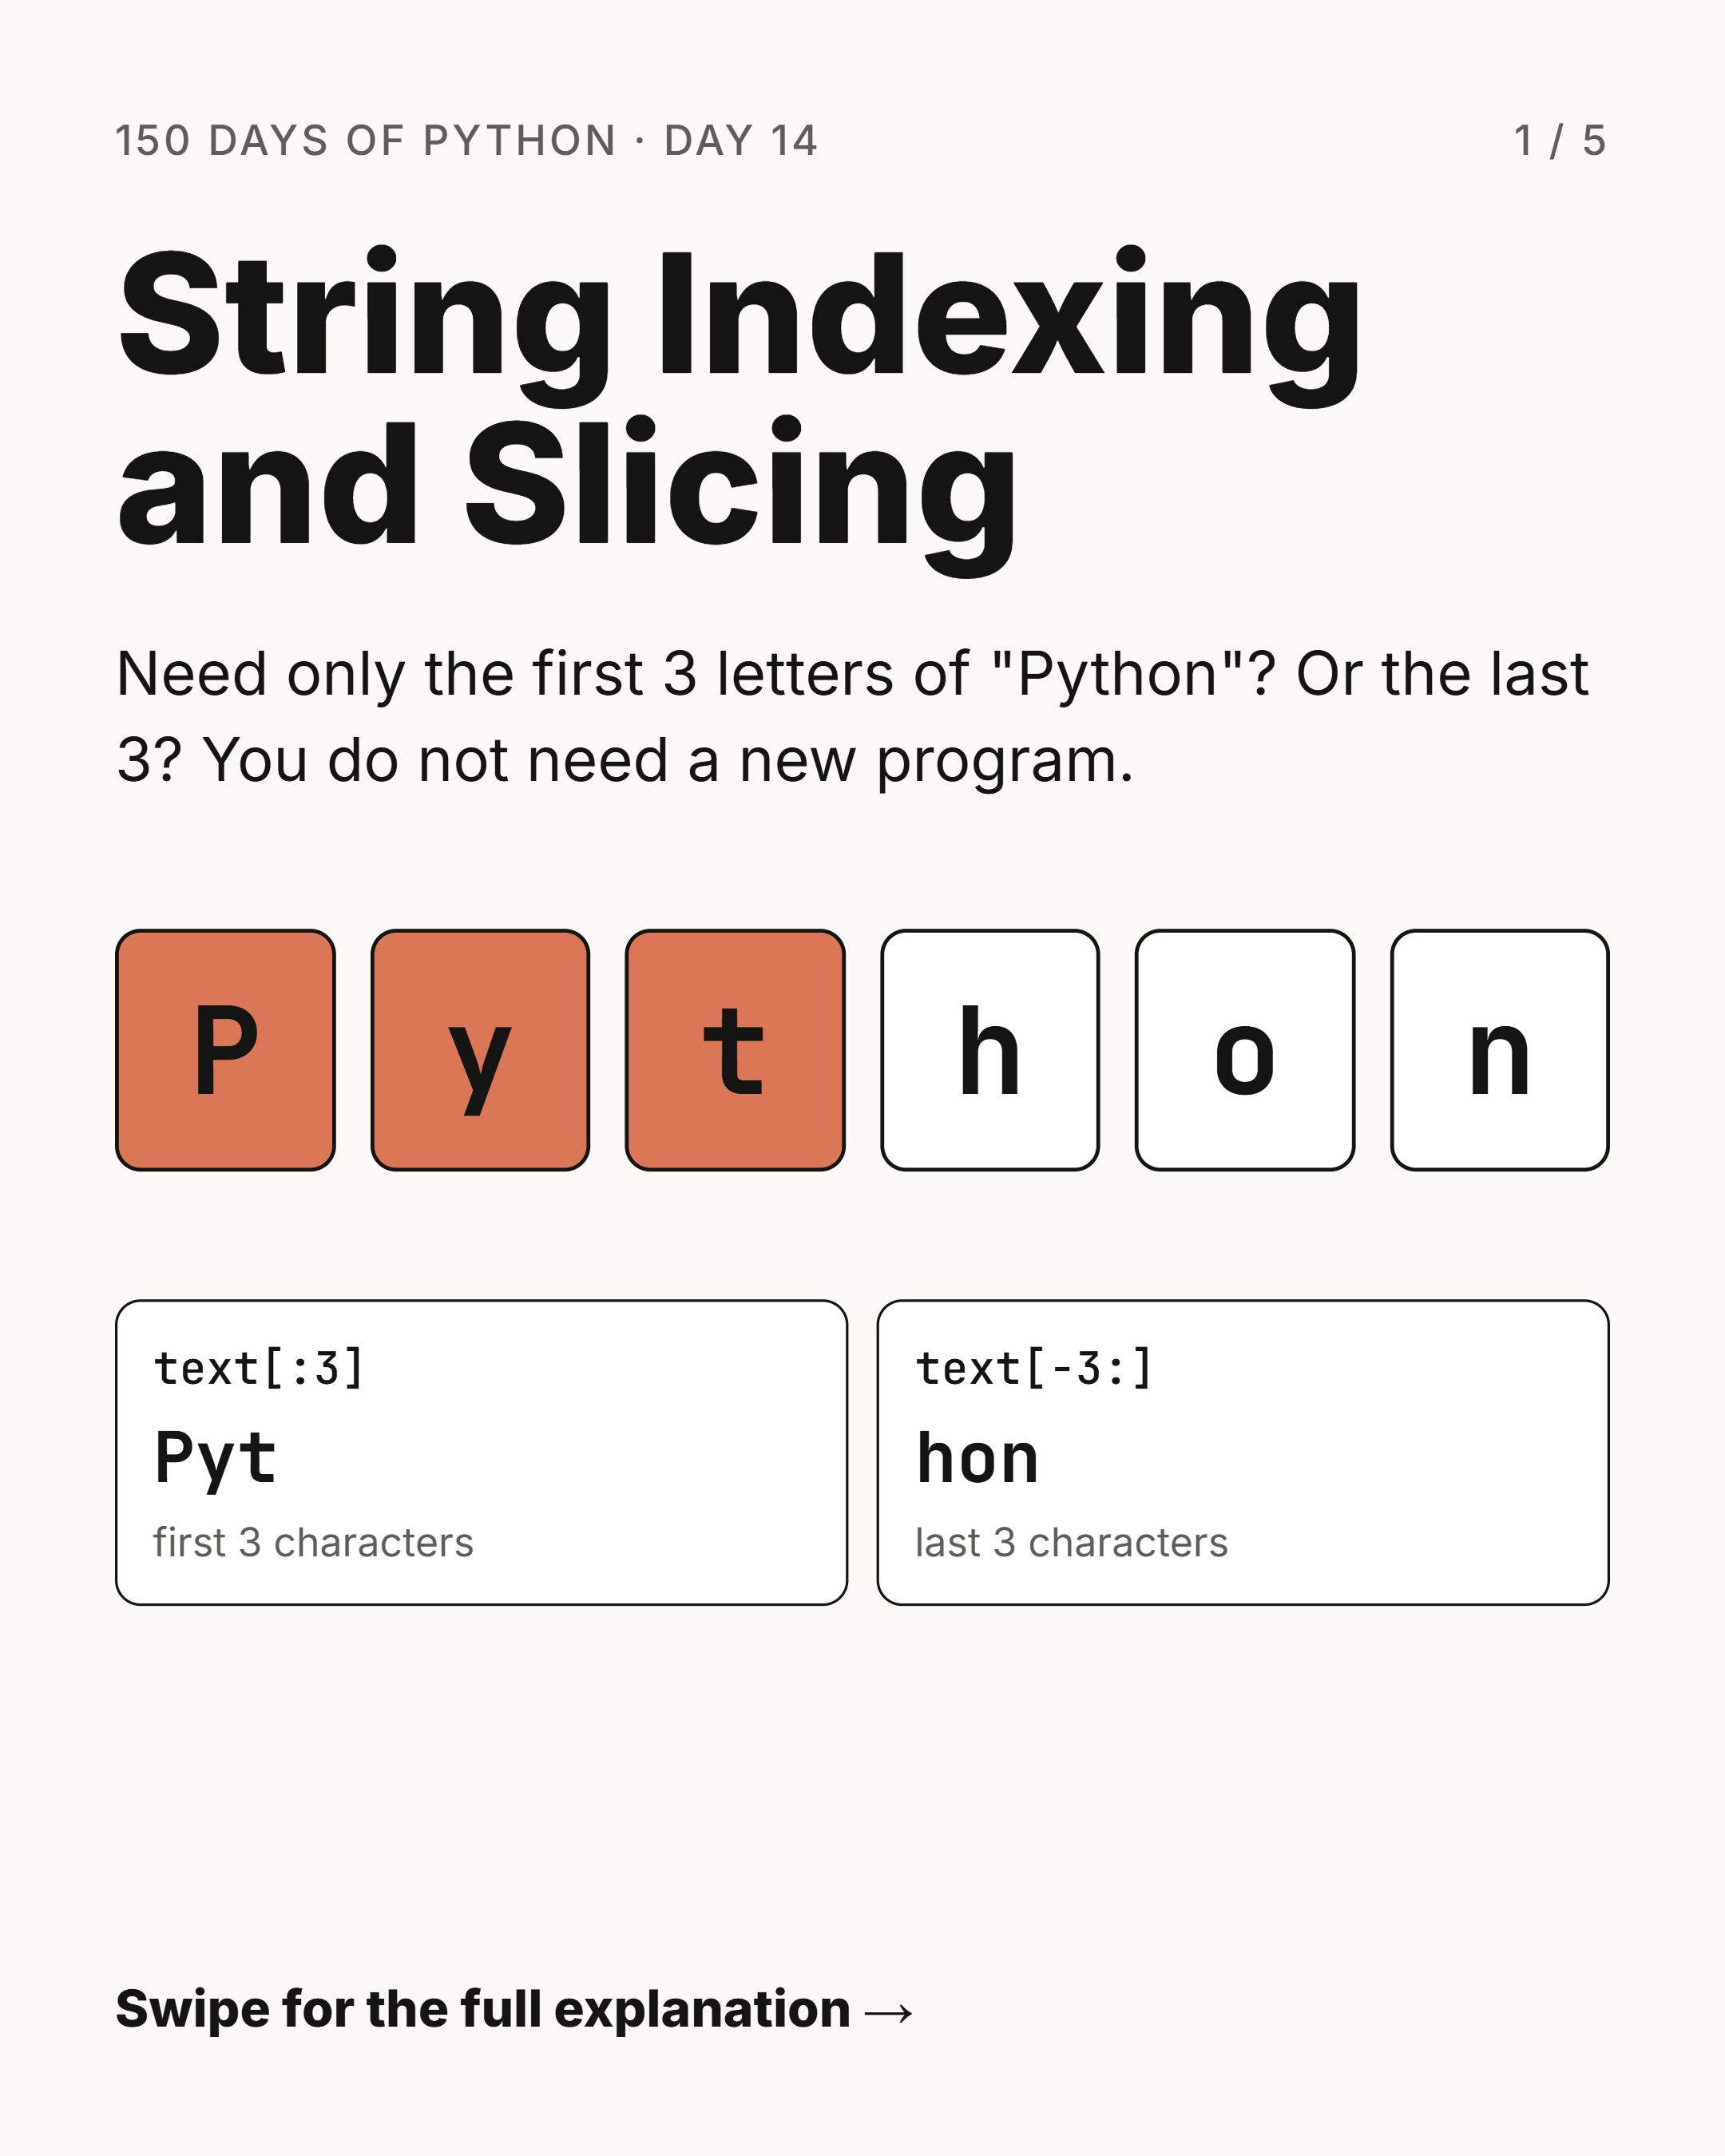 150 DAYS OF PYTHON · DAY 14
1 / 5
String Indexing
and Slicing
Need only the first 3 letters of "Python"? Or the last
3? You do not need a new program.
P y t h o n
text[:3]
Pyt
first 3 characters
text[-3:]
hon
last 3 characters
Swipe for the full explanation →